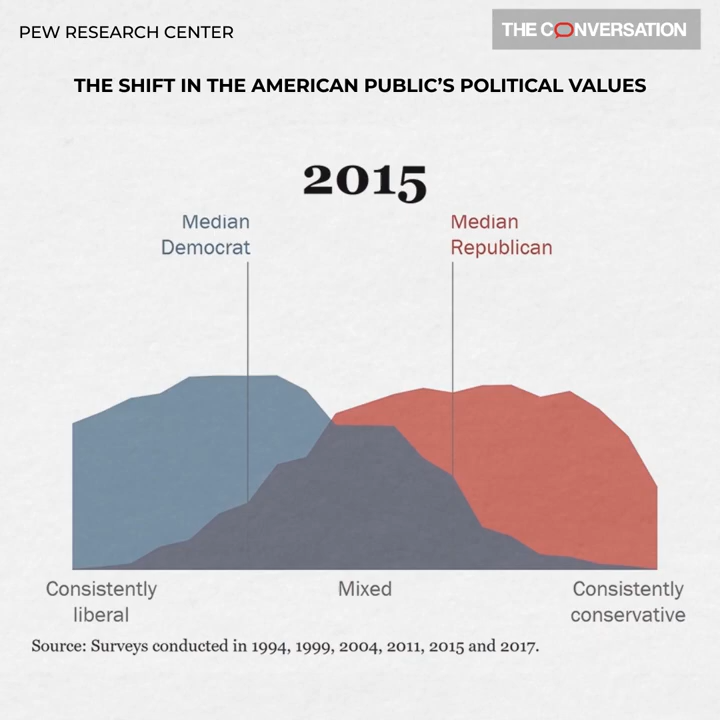 PEW RESEARCH CENTER
THE CONVERSATION
THE SHIFT IN THE AMERICAN PUBLIC’S POLITICAL VALUES
2015
Median
Democrat
Median
Republican
Consistently
liberal
Mixed
Consistently
conservative
Source: Surveys conducted in 1994, 1999, 2004, 2011, 2015 and 2017.